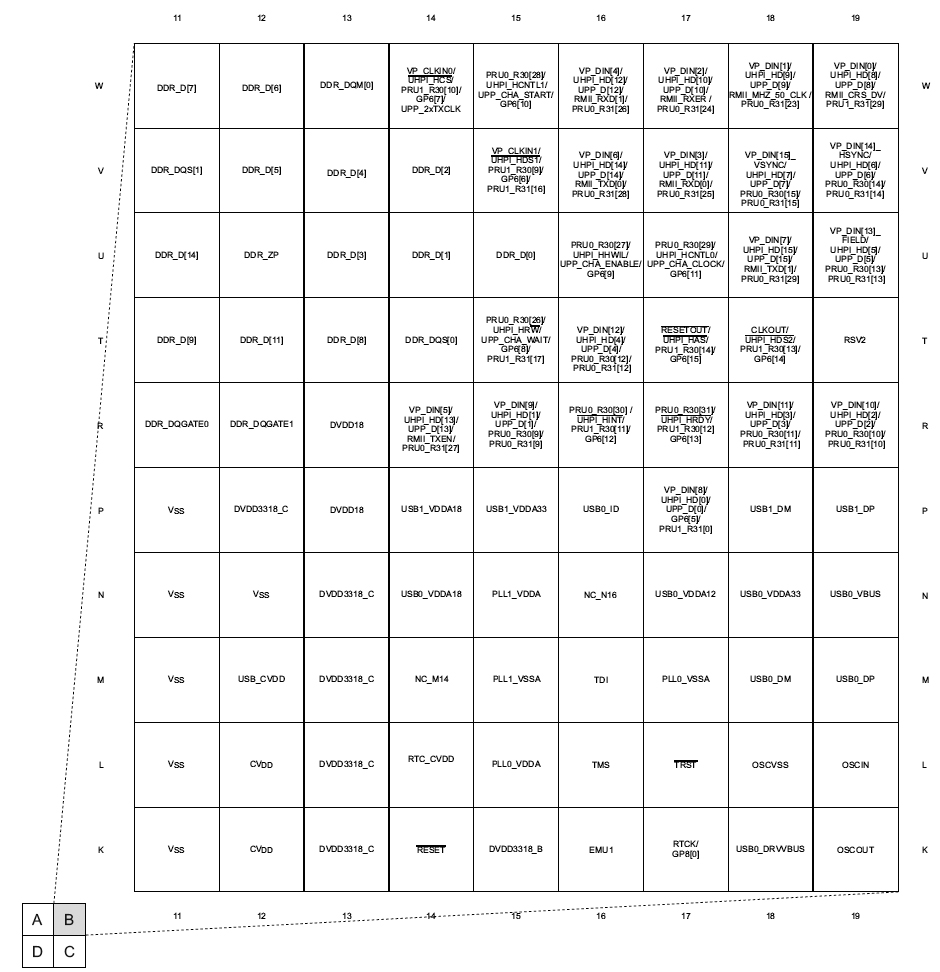 11 12 13 14 15 16 17 18 19
W
DDR_D[7]
DDR_D[6]
DDR_DQM[0]
VP_CLKIN0/
UHPI_HCS/
PRU1_R30[10]/
GP6[7]/
UPP_2xTXCLK
PRU0_R30[28]/
UHPI_HCNTL1/
UPP_CHA_START/
GP6[10]
VP_DIN[4]/
UHPI_HD[12]/
UPP_D[12]/
RMII_RXD[1]/
PRU0_R31[26]
VP_DIN[2]/
UHPI_HD[10]/
UPP_D[10]/
RMII_RXER /
PRU0_R31[24]
VP_DIN[1]/
UHPI_HD[9]/
UPP_D[9]/
RMII_MHZ_50_CLK /
PRU0_R31[23]
VP_DIN[0]/
UHPI_HD[8]/
UPP_D[8]/
RMII_CRS_DV/
PRU1_R31[29]
W
V
DDR_DQS[1]
DDR_D[5]
DDR_D[4]
DDR_D[2]
VP_CLKIN1/
UHPI_HDS1/
PRU1_R30[9]/
GP6[6]/
PRU1_R31[16]
VP_DIN[6]/
UHPI_HD[14]/
UPP_D[14]/
RMII_TXD[0]/
PRU0_R31[28]
VP_DIN[3]/
UHPI_HD[11]/
UPP_D[11]/
RMII_RXD[0]/
PRU0_R31[25]
VP_DIN[15]_
VSYNC/
UHPI_HD[7]/
UPP_D[7]/
PRU0_R30[15]/
PRU0_R31[15]
VP_DIN[14]_
HSYNC/
UHPI_HD[6]/
UPP_D[6]/
PRU0_R30[14]/
PRU0_R31[14]
V
U
DDR_D[14]
DDR_ZP
DDR_D[3]
DDR_D[1]
DDR_D[0]
PRU0_R30[27]/
UHPI_HHWIL/
UPP_CHA_ENABLE/
GP6[9]
PRU0_R30[29]/
UHPI_HCNTL0/
UPP_CHA_CLOCK/
GP6[11]
VP_DIN[7]/
UHPI_HD[15]/
UPP_D[15]/
RMII_TXD[1]/
PRU0_R31[29]
VP_DIN[13]_
FIELD/
UHPI_HD[5]/
UPP_D[5]/
PRU0_R30[13]/
PRU0_R31[13]
U
T
DDR_D[9]
DDR_D[11]
DDR_D[8]
DDR_DQS[0]
PRU0_R30[26]/
UHPI_HRW/
UPP_CHA_WAIT/
GP6[8]/
PRU1_R31[17]
VP_DIN[12]/
UHPI_HD[4]/
UPP_D[4]/
PRU0_R30[12]/
PRU0_R31[12]
RESETOUT/
UHPI_HAS/
PRU1_R30[14]/
GP6[15]
CLKOUT/
UHPI_HDS2/
PRU1_R30[13]/
GP6[14]
RSV2
T
R
DDR_DQGATE0
DDR_DQGATE1
DVDD18
VP_DIN[5]/
UHPI_HD[13]/
UPP_D[13]/
RMII_TXEN/
PRU0_R31[27]
VP_DIN[9]/
UHPI_HD[1]/
UPP_D[1]/
PRU0_R30[9]/
PRU0_R31[9]
PRU0_R30[30] /
UHPI_HINT/
PRU1_R30[11]/
GP6[12]
PRU0_R30[31]/
UHPI_HRDY/
PRU1_R30[12]
GP6[13]
VP_DIN[11]/
UHPI_HD[3]/
UPP_D[3]/
PRU0_R30[11]/
PRU0_R31[11]
VP_DIN[10]/
UHPI_HD[2]/
UPP_D[2]/
PRU0_R30[10]/
PRU0_R31[10]
R
P
VSS
DVDD3318_C
DVDD18
USB1_VDDA18
USB1_VDDA33
USB0_ID
VP_DIN[8]/
UHPI_HD[0]/
UPP_D[0]/
GP6[5]/
PRU1_R31[0]
USB1_DM
USB1_DP
P
N
VSS
VSS
DVDD3318_C
USB0_VDDA18
PLL1_VDDA
NC_N16
USB0_VDDA12
USB0_VDDA33
USB0_VBUS
N
M
VSS
USB_CVDD
DVDD3318_C
NC_M14
PLL1_VSSA
TDI
PLL0_VSSA
USB0_DM
USB0_DP
M
L
VSS
CVDD
DVDD3318_C
RTC_CVDD
PLL0_VDDA
TMS
TRST
OSCVSS
OSCIN
L
K
VSS
CVDD
DVDD3318_C
RESET
DVDD3318_B
EMU1
RTCK/
GP8[0]
USB0_DRVVBUS
OSCOUT
K
11 12 13 14 15 16 17 18 19
A B
D C